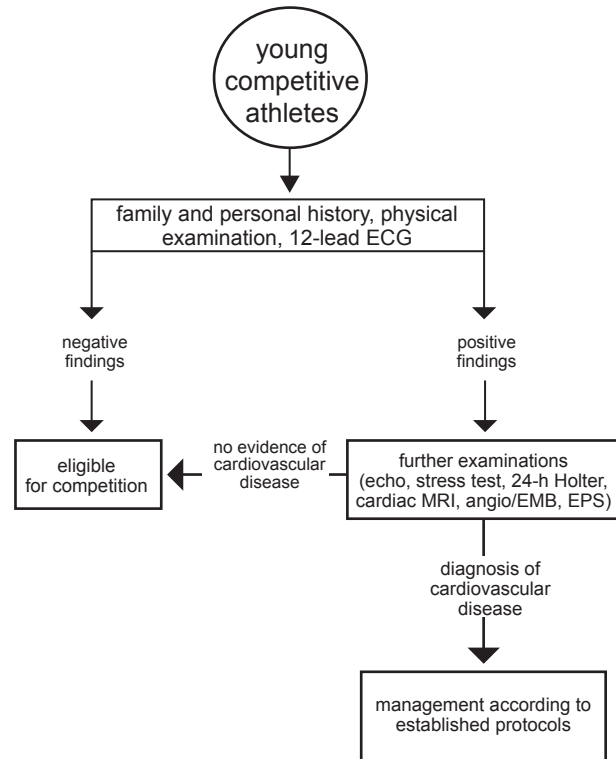 young
competitive
athletes
family and personal history, physical
examination, 12-lead ECG
negative
findings
positive
findings
eligible
for competition
no evidence of
cardiovascular
disease
further examinations
(echo, stress test, 24-h Holter,
cardiac MRI, angio/EMB, EPS)
diagnosis of
cardiovascular
disease
management according to
established protocols